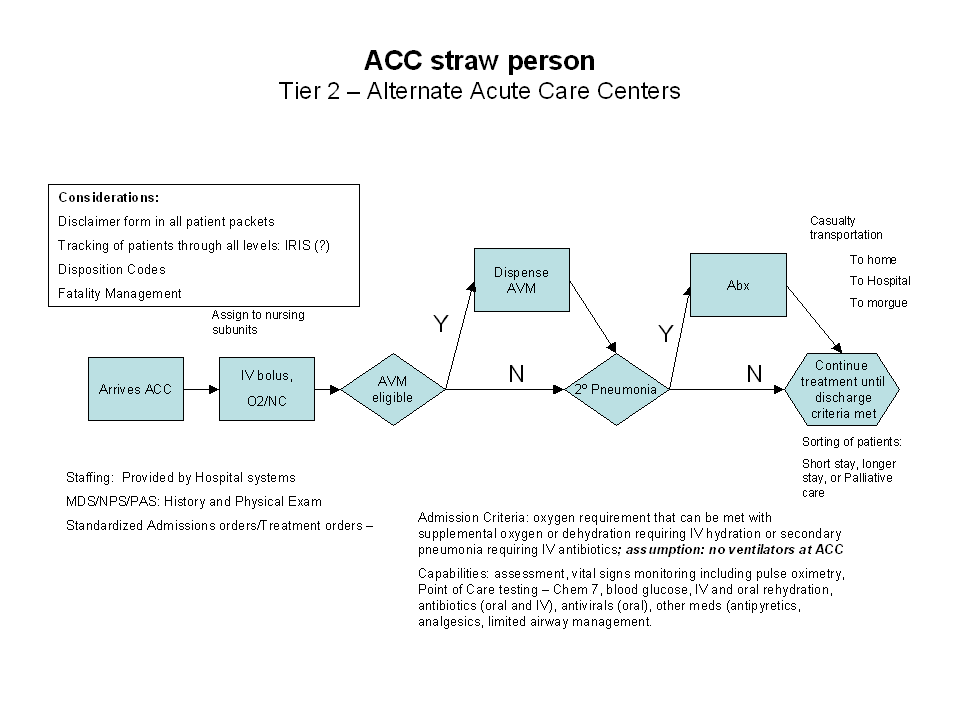 ACC straw person
Tier 2 – Alternate Acute Care Centers
Considerations:
Disclaimer form in all patient packets
Tracking of patients through all levels: IRIS (?)
Disposition Codes
Fatality Management
Casualty
transportation
To home
To Hospital
To morgue
Dispense
AVM
Abx
Assign to nursing
subunits
Y
Y
Arrives ACC
IV bolus,
O2/NC
AVM
eligible
N
2º Pneumonia
N
Continue
treatment until
discharge
criteria met
Sorting of patients:
Short stay, longer
stay, or Palliative
care
Staffing:  Provided by Hospital systems
MDS/NPS/PAS: History and Physical Exam
Standardized Admissions orders/Treatment orders –
Admission Criteria: oxygen requirement that can be met with
supplemental oxygen or dehydration requiring IV hydration or secondary
pneumonia requiring IV antibiotics; assumption: no ventilators at ACC
Capabilities: assessment, vital signs monitoring including pulse oximetry,
Point of Care testing – Chem 7, blood glucose, IV and oral rehydration,
antibiotics (oral and IV), antivirals (oral), other meds (antipyretics,
analgesics, limited airway management.